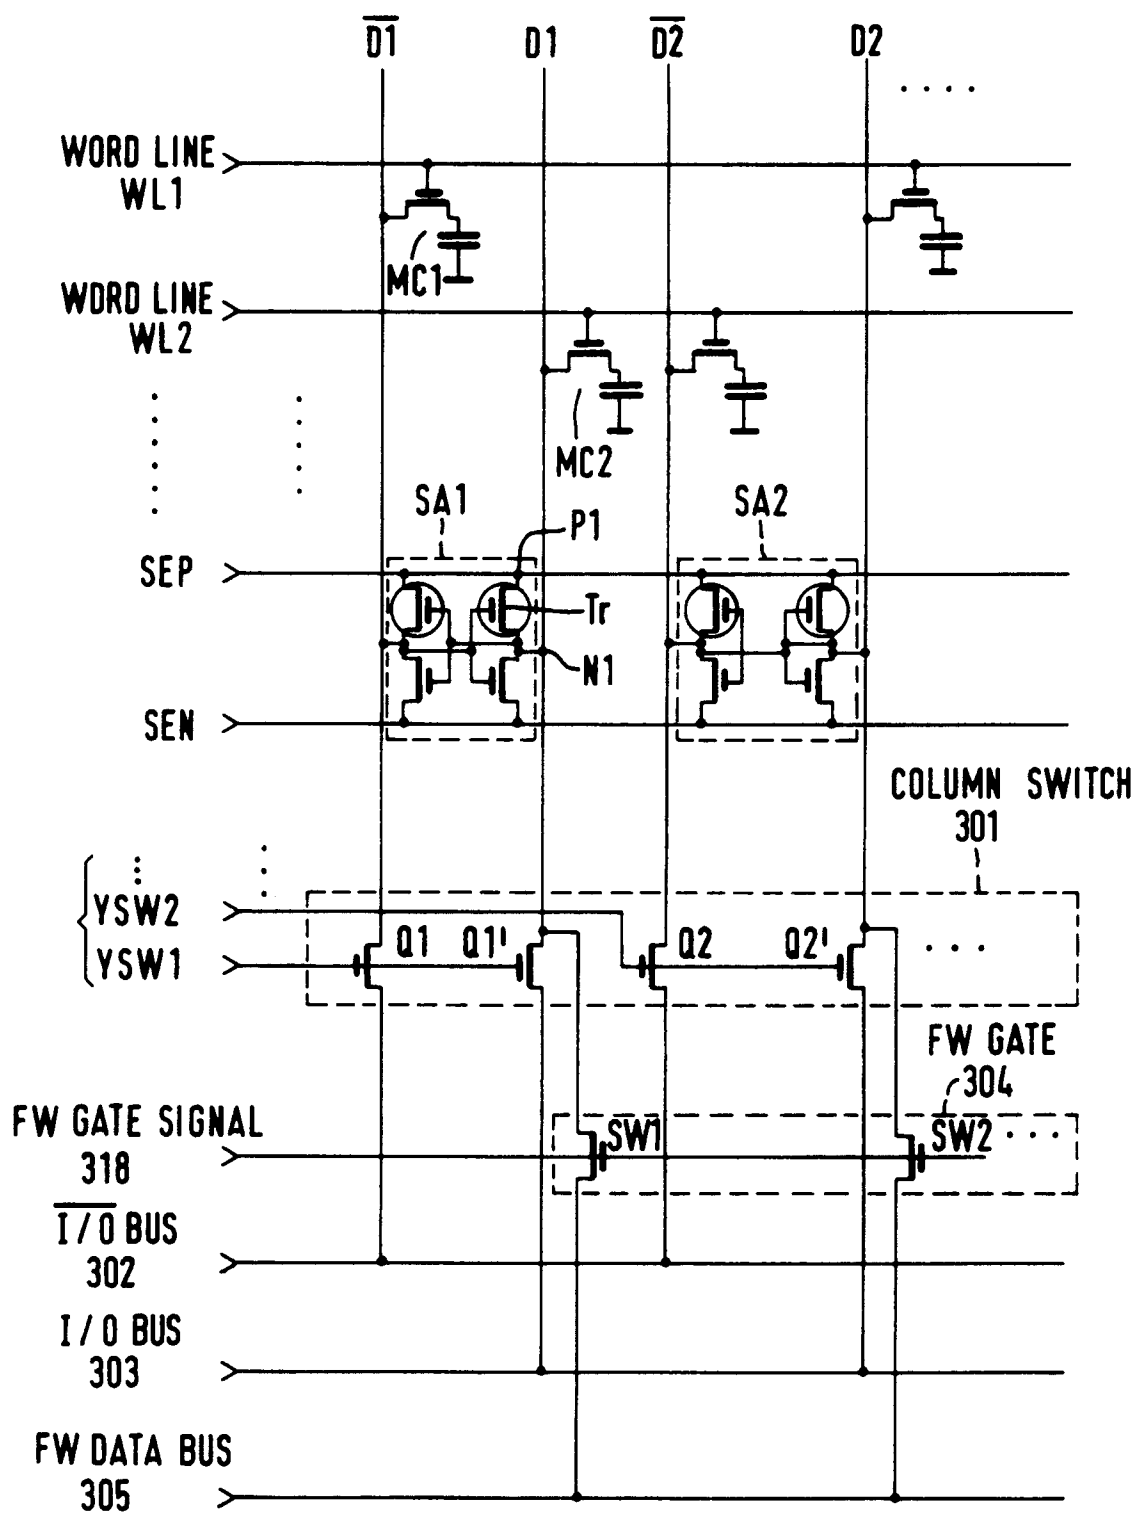 D1 D1 D2 D2
WORD LINE
WL1
MC1
WDRD LINE
WL2
MC2
SA1 SA2
P1
SEP
Tr
N1
SEN
COLUMN SWITCH
301
YSW2
Q1 Q1' Q2 Q2'
YSW1
FW GATE
304
FW GATE SIGNAL
318
SW1 SW2
I/O BUS
302
I/O BUS
303
FW DATA BUS
305